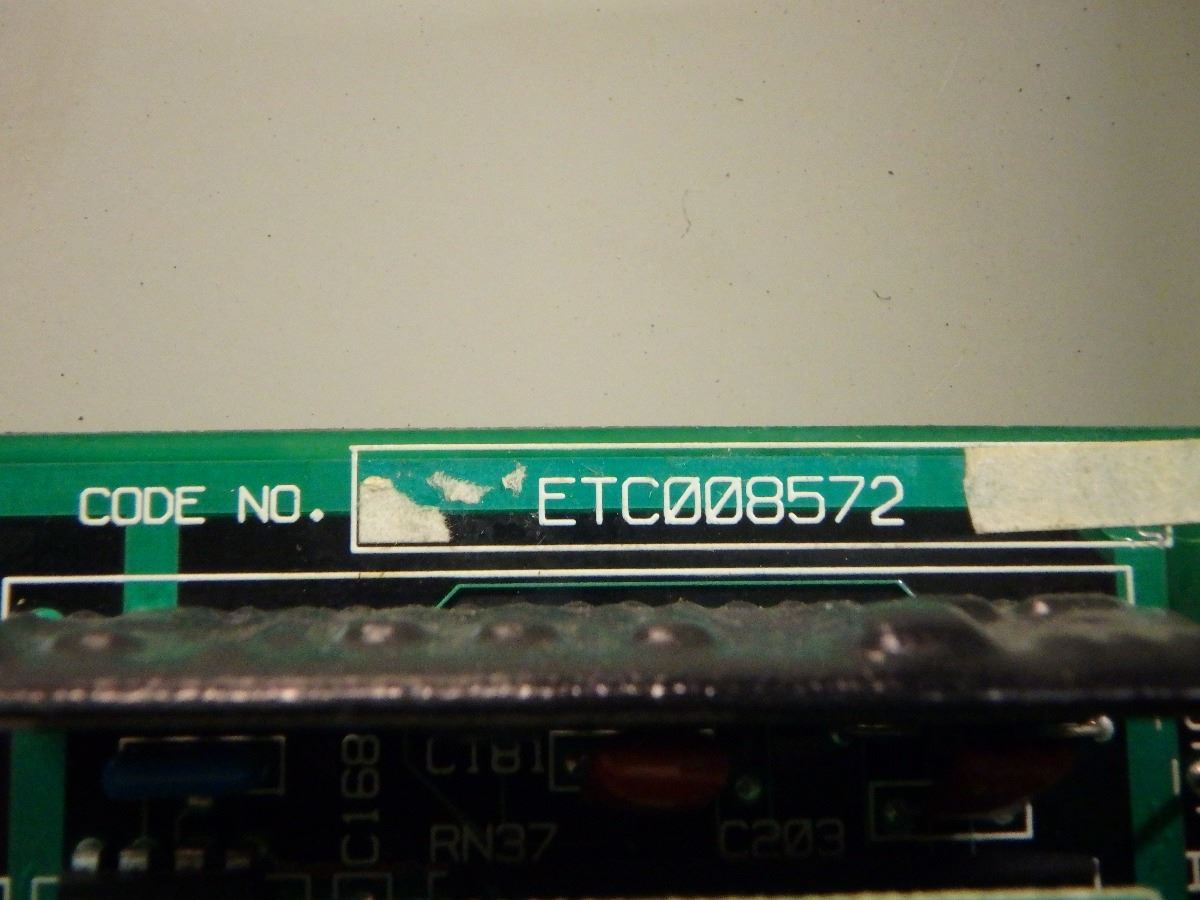 CODE NO. ETC008572
C168
C181
RN37
C203